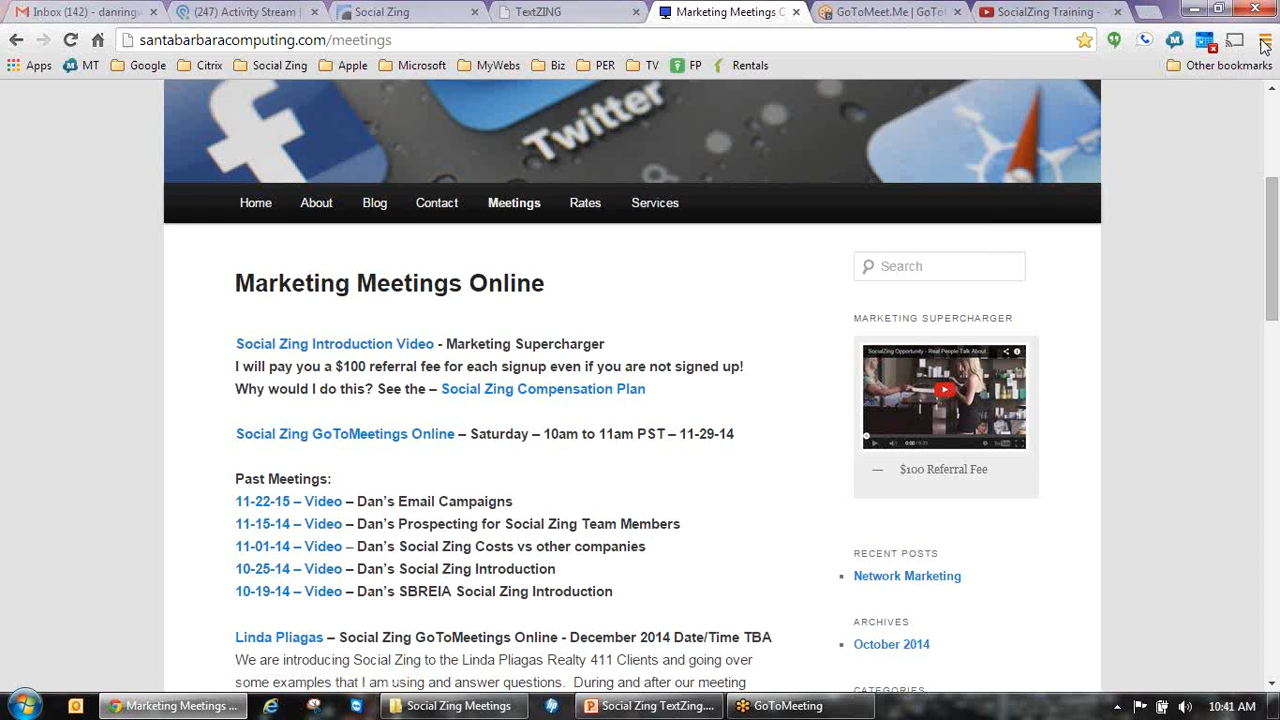 Inbox (142) - danringw
(247) Activity Stream |
Social Zing
TextZING
Marketing Meetings O
GoToMeet.Me | GoTo
SocialZing Training -
santabarbaracomputing.com/meetings
Apps MT Google Citrix Social Zing Apple Microsoft MyWebs Biz PER TV FP Rentals Other bookmarks
Twitter
Home About Blog Contact Meetings Rates Services
Marketing Meetings Online
Social Zing Introduction Video - Marketing Supercharger
I will pay you a $100 referral fee for each signup even if you are not signed up!
Why would I do this? See the – Social Zing Compensation Plan
Social Zing GoToMeetings Online – Saturday – 10am to 11am PST – 11-29-14
Past Meetings:
11-22-15 – Video – Dan’s Email Campaigns
11-15-14 – Video – Dan’s Prospecting for Social Zing Team Members
11-01-14 – Video – Dan’s Social Zing Costs vs other companies
10-25-14 – Video – Dan’s Social Zing Introduction
10-19-14 – Video – Dan’s SBREIA Social Zing Introduction
Linda Pliagas – Social Zing GoToMeetings Online - December 2014 Date/Time TBA
We are introducing Social Zing to the Linda Pliagas Realty 411 Clients and going over
some examples that I am using and answer questions.  During and after our meeting
Search
MARKETING SUPERCHARGER
SocialZing Opportunity - Real People Talk About...
— $100 Referral Fee
RECENT POSTS
Network Marketing
ARCHIVES
October 2014
CATEGORIES
Marketing Meetings ...
Social Zing Meetings
Social Zing TextZing....
GoToMeeting
10:41 AM